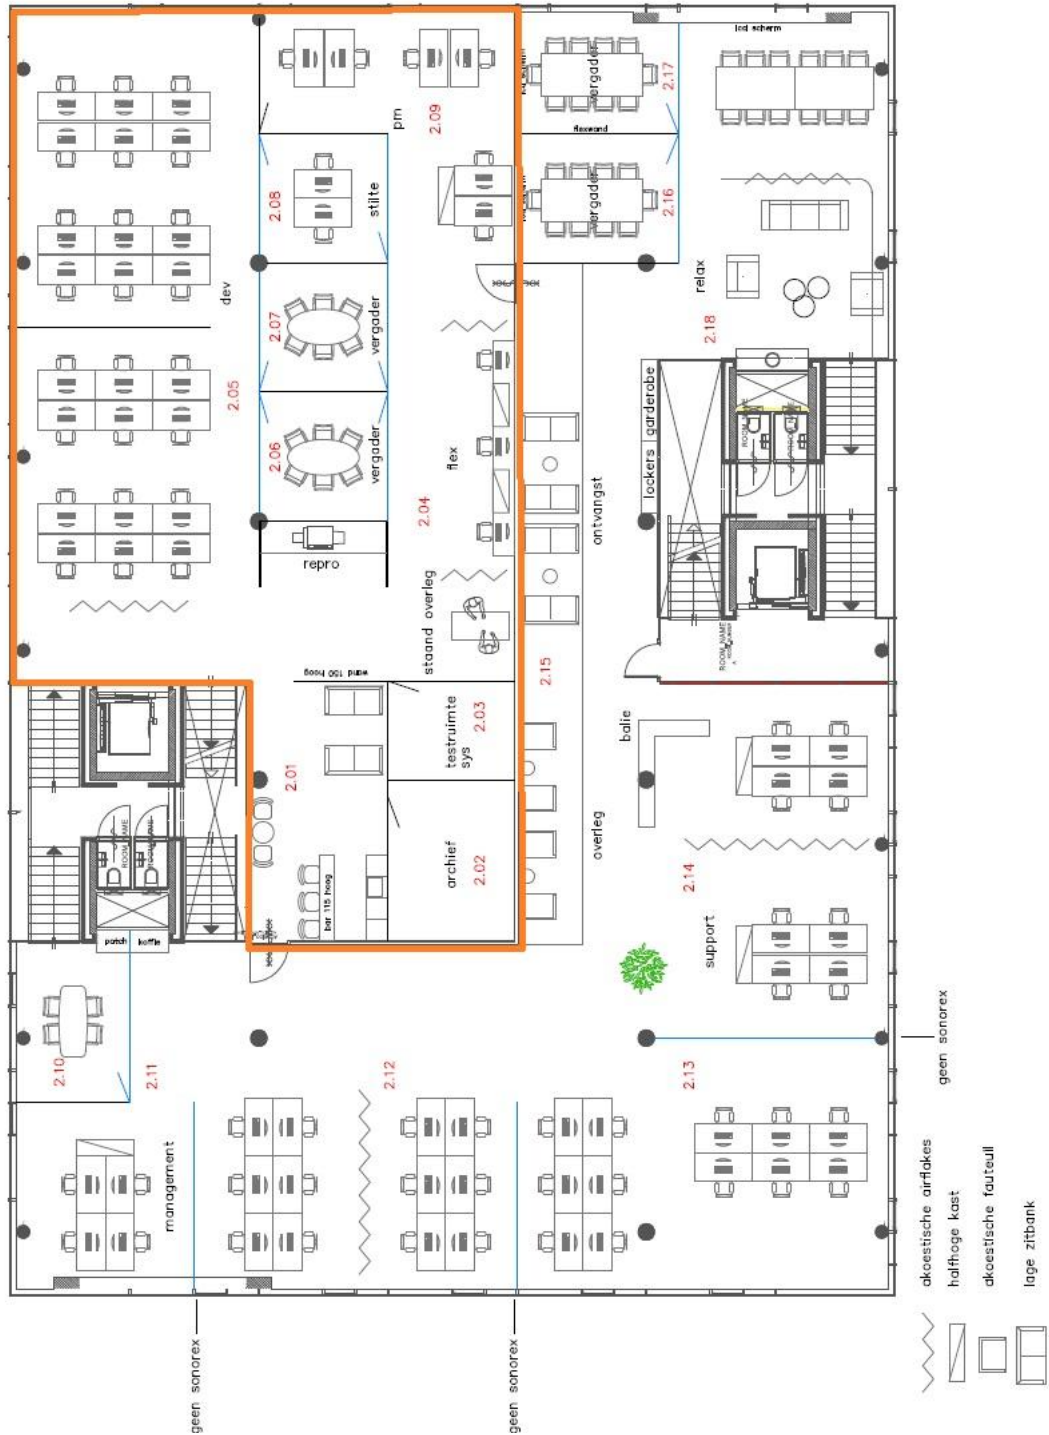 lcd scherm
vergader
2.17
flexwand
vergader
2.16
pm
2.09
2.08
stilte
dev
2.07
vergader
2.05
2.06
vergader
2.04
flex
repro
relax
2.18
lockers garderobe
ontvangst
ROOM_NAME
ROOM_NAME
staand overleg
wand 150 hoog
2.15
2.03
testruimte
sys
2.01
balie
archief
2.02
bar 115 hoog
overleg
2.14
support
ROOM_NAME
ROOM_NAME
patch
koffie
2.10
2.11
2.12
2.13
management
geen sonorex
geen sonorex
geen sonorex
akoestische airflakes
halfhoge kast
akoestische fauteuil
lage zitbank